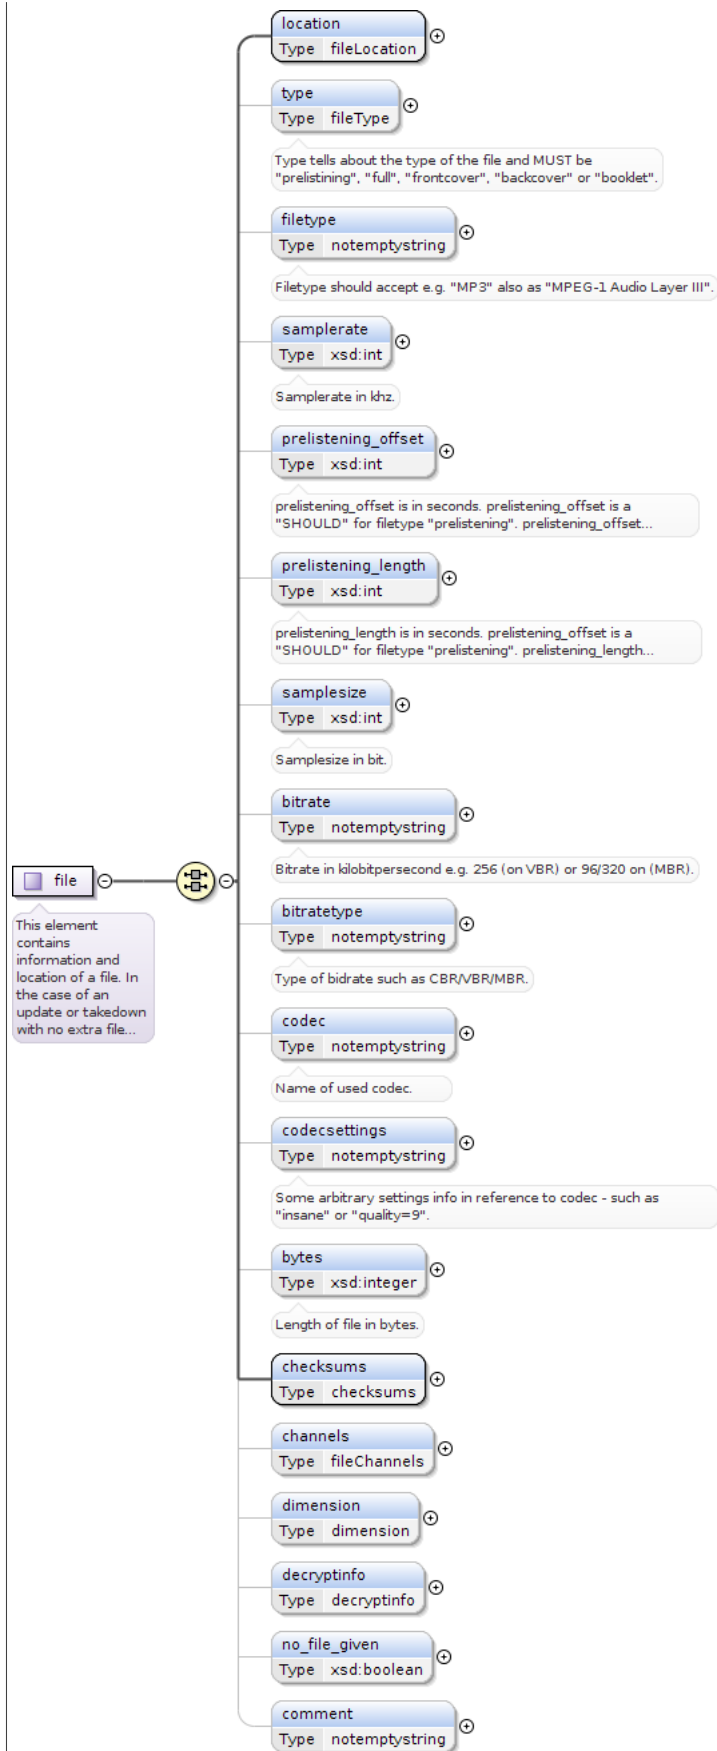 location
Type fileLocation
type
Type fileType
Type tells about the type of the file and MUST be
"prelistining", "full", "frontcover", "backcover" or "booklet".
filetype
Type notemptystring
Filetype should accept e.g. "MP3" also as "MPEG-1 Audio Layer III".
samplerate
Type xsd:int
Samplerate in khz.
prelistening_offset
Type xsd:int
prelistening_offset is in seconds. prelistening_offset is a
"SHOULD" for filetype "prelistening". prelistening_offset...
prelistening_length
Type xsd:int
prelistening_length is in seconds. prelistening_offset is a
"SHOULD" for filetype "prelistening". prelistening_length...
samplesize
Type xsd:int
Samplesize in bit.
bitrate
Type notemptystring
Bitrate in kilobitpersecond e.g. 256 (on VBR) or 96/320 on (MBR).
file
This element
contains
information and
location of a file. In
the case of an
update or takedown
with no extra file...
bitratetype
Type notemptystring
Type of bidrate such as CBR/VBR/MBR.
codec
Type notemptystring
Name of used codec.
codecsettings
Type notemptystring
Some arbitrary settings info in reference to codec - such as
"insane" or "quality=9".
bytes
Type xsd:integer
Length of file in bytes.
checksums
Type checksums
channels
Type fileChannels
dimension
Type dimension
decryptinfo
Type decryptinfo
no_file_given
Type xsd:boolean
comment
Type notemptystring